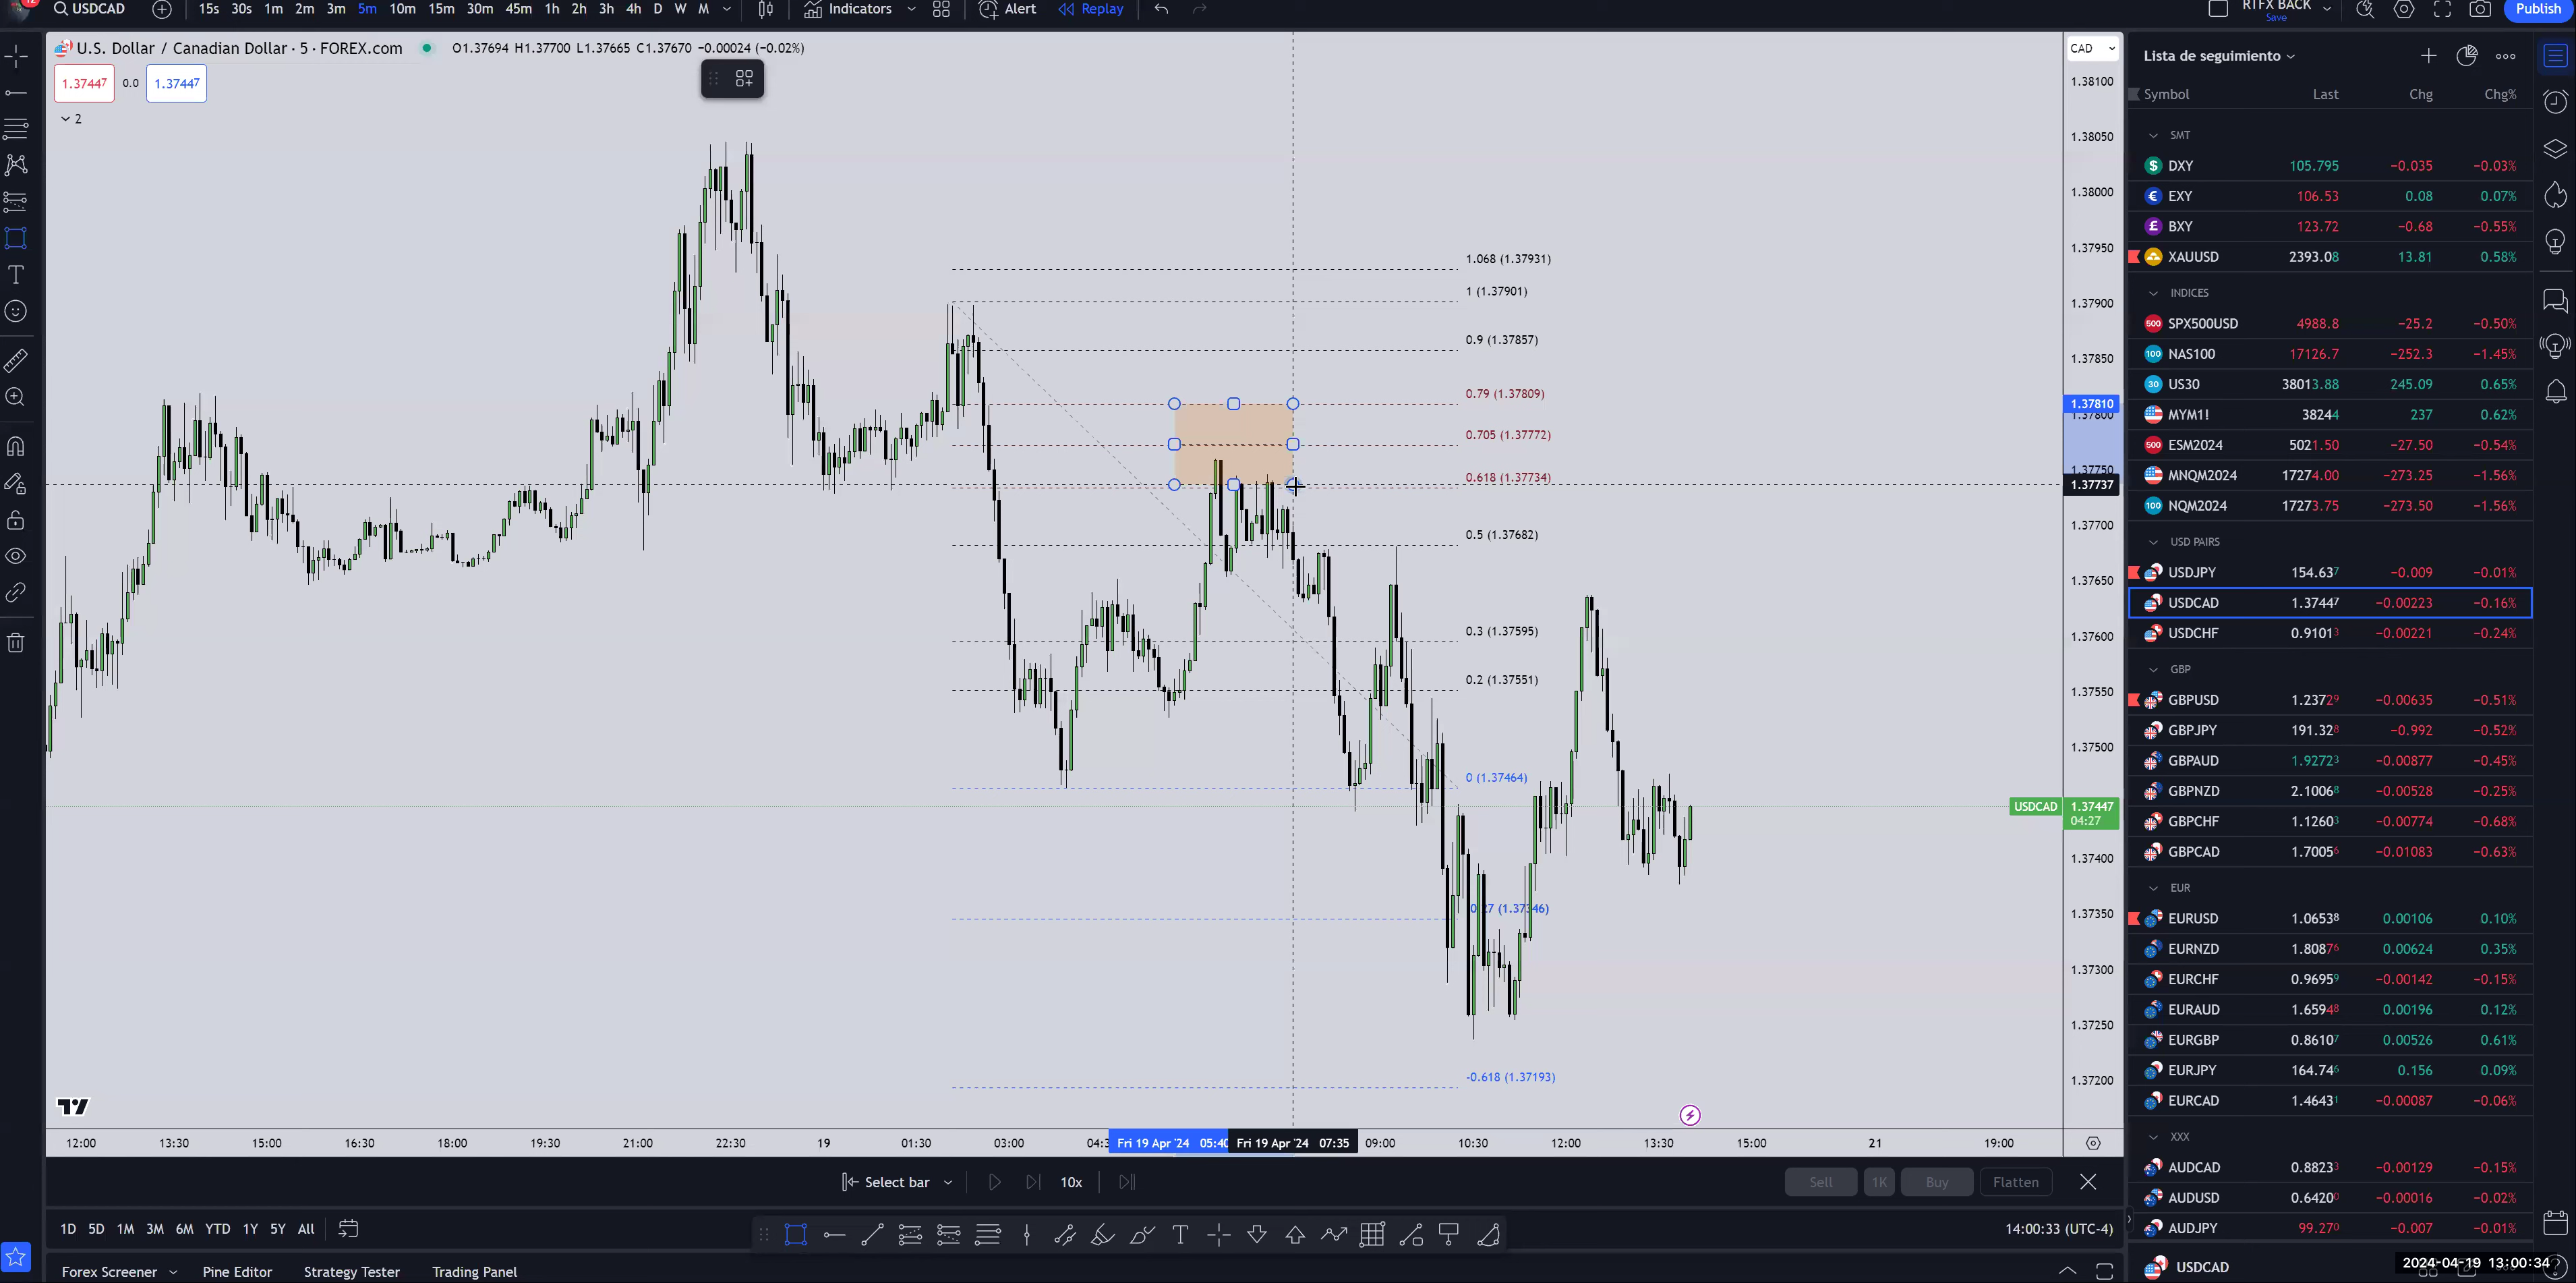 USDCAD 15s 30s 1m 2m 3m 5m 10m 15m 30m 45m 1h 2h 3h 4h D W M Indicators Alert Replay RTFX BACK Save Publish
U.S. Dollar / Canadian Dollar · 5 · FOREX.com O1.37694 H1.37700 L1.37665 C1.37670 −0.00024 (−0.02%)
1.37447 0.0 1.37447
2
CAD
1.38100
1.38050
1.38000
1.37950
1.37900
1.37850
1.37810
1.37800
1.37750
1.37737
1.37700
1.37650
1.37600
1.37550
1.37500
USDCAD 1.37447
04:27
1.37400
1.37350
1.37300
1.37250
1.37200
1.068 (1.37931)
1 (1.37901)
0.9 (1.37857)
0.79 (1.37809)
0.705 (1.37772)
0.618 (1.37734)
0.5 (1.37682)
0.3 (1.37595)
0.2 (1.37551)
0 (1.37464)
-0.618 (1.37193)
12:00 13:30 15:00 16:30 18:00 19:30 21:00 22:30 19 01:30 03:00 Fri 19 Apr '24 05:40 Fri 19 Apr '24 07:35 09:00 10:30 12:00 13:30 15:00 21 19:00
Select bar 10x Sell 1K Buy Flatten
1D 5D 1M 3M 6M YTD 1Y 5Y All 14:00:33 (UTC-4)
Forex Screener Pine Editor Strategy Tester Trading Panel
Lista de seguimiento
Symbol Last Chg Chg%
SMT
DXY 105.795 −0.035 −0.03%
EXY 106.53 0.08 0.07%
BXY 123.72 −0.68 −0.55%
XAUUSD 2393.08 13.81 0.58%
INDICES
SPX500USD 4988.8 −25.2 −0.50%
NAS100 17126.7 −252.3 −1.45%
US30 38013.88 245.09 0.65%
MYM1! 38244 237 0.62%
ESM2024 5021.50 −27.50 −0.54%
MNQM2024 17274.00 −273.25 −1.56%
NQM2024 17273.75 −273.50 −1.56%
USD PAIRS
USDJPY 154.637 −0.009 −0.01%
USDCAD 1.37447 −0.00223 −0.16%
USDCHF 0.91013 −0.00221 −0.24%
GBP
GBPUSD 1.23729 −0.00635 −0.51%
GBPJPY 191.328 −0.992 −0.52%
GBPAUD 1.92723 −0.00877 −0.45%
GBPNZD 2.10068 −0.00528 −0.25%
GBPCHF 1.12603 −0.00774 −0.68%
GBPCAD 1.70056 −0.01083 −0.63%
EUR
EURUSD 1.06538 0.00106 0.10%
EURNZD 1.80876 0.00624 0.35%
EURCHF 0.96959 −0.00142 −0.15%
EURAUD 1.65948 0.00196 0.12%
EURGBP 0.86107 0.00526 0.61%
EURJPY 164.746 0.156 0.09%
EURCAD 1.46431 −0.00087 −0.06%
XXX
AUDCAD 0.88233 −0.00129 −0.15%
AUDUSD 0.64200 −0.00016 −0.02%
AUDJPY 99.270 −0.007 −0.01%
USDCAD 2024-04-19 13:00:34